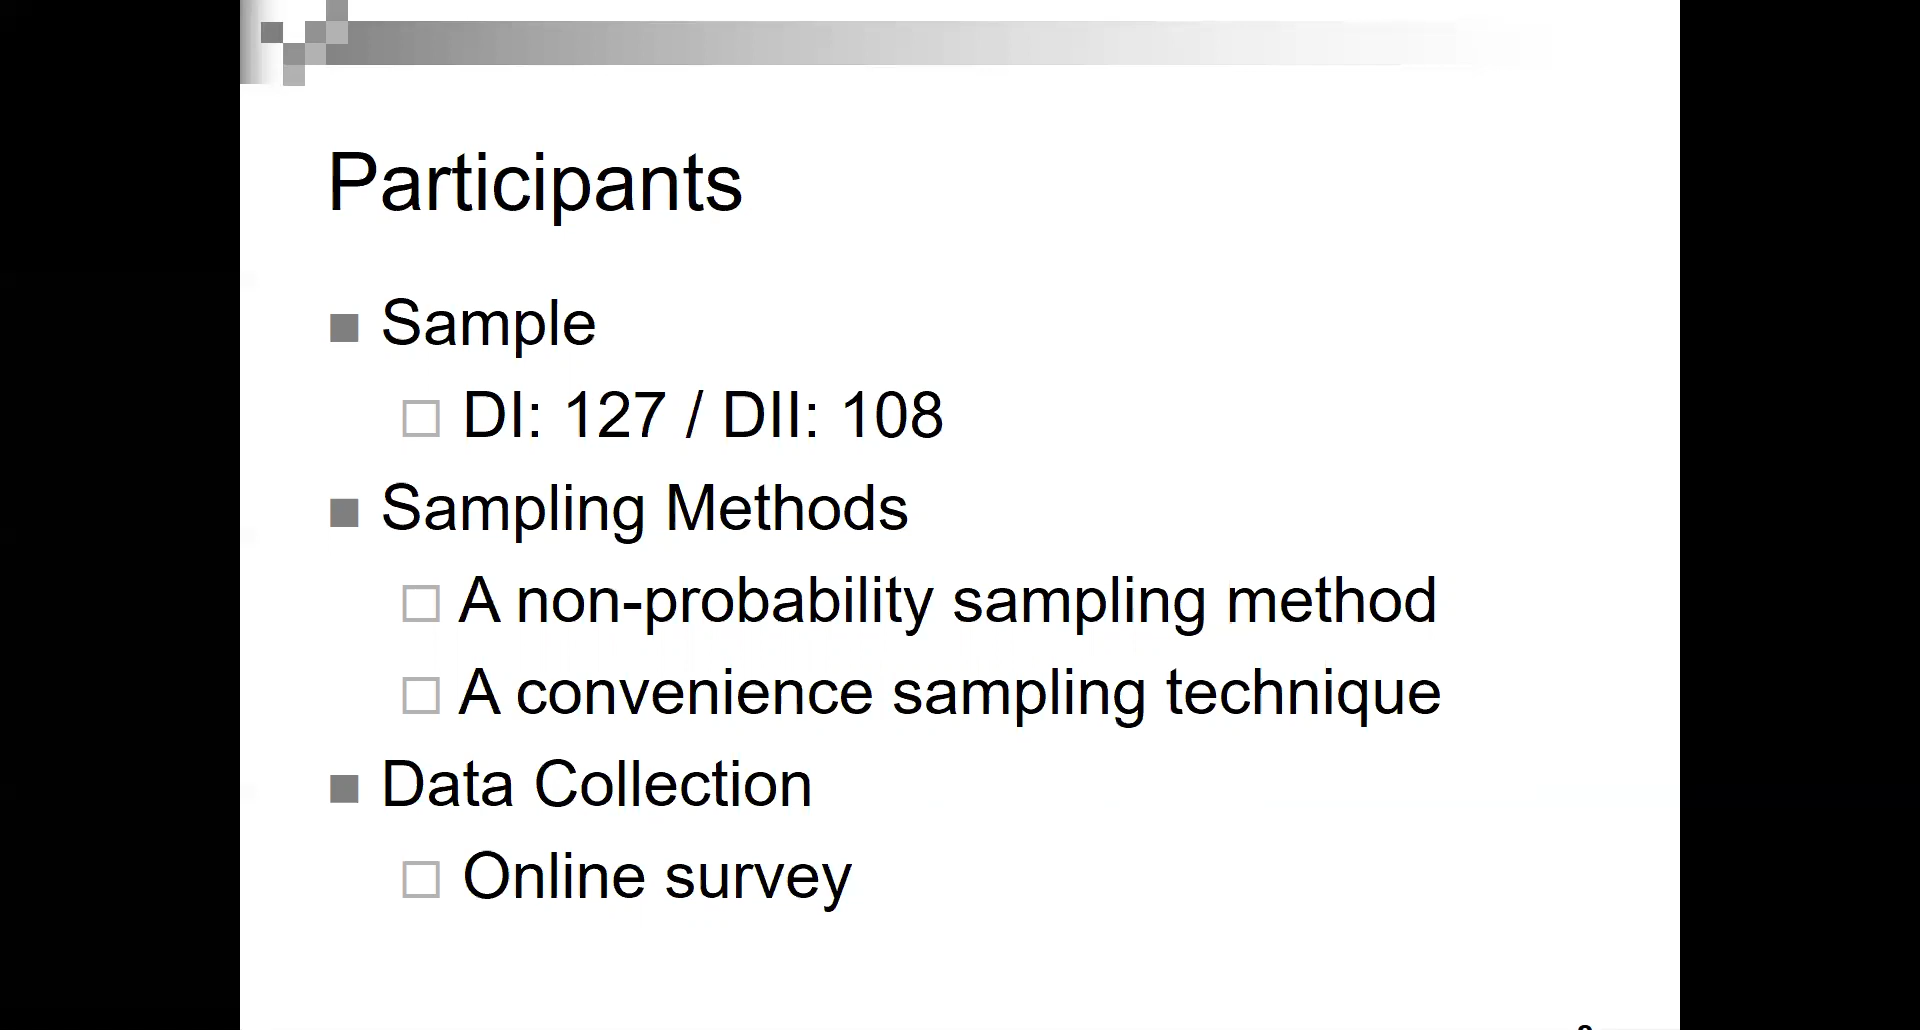 Participants
Sample
DI: 127 / DII: 108
Sampling Methods
A non-probability sampling method
A convenience sampling technique
Data Collection
Online survey